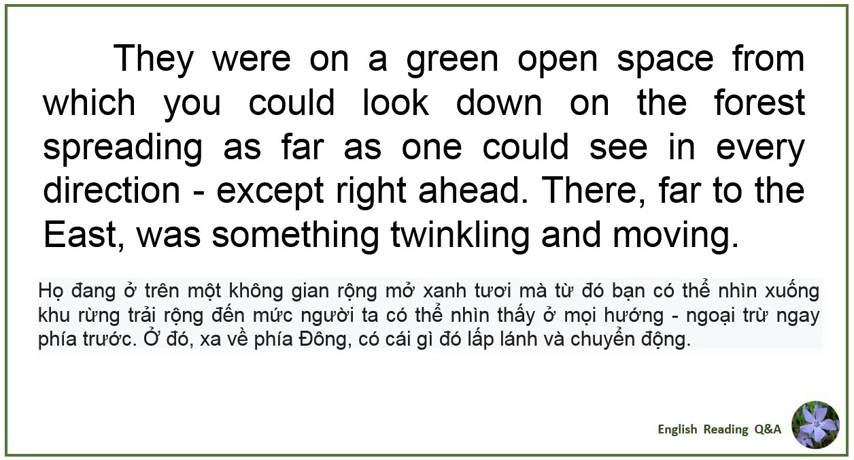 They were on a green open space from
which you could look down on the forest
spreading as far as one could see in every
direction - except right ahead. There, far to the
East, was something twinkling and moving.
Họ đang ở trên một không gian rộng mở xanh tươi mà từ đó bạn có thể nhìn xuống
khu rừng trải rộng đến mức người ta có thể nhìn thấy ở mọi hướng - ngoại trừ ngay
phía trước. Ở đó, xa về phía Đông, có cái gì đó lấp lánh và chuyển động.
English Reading Q&A